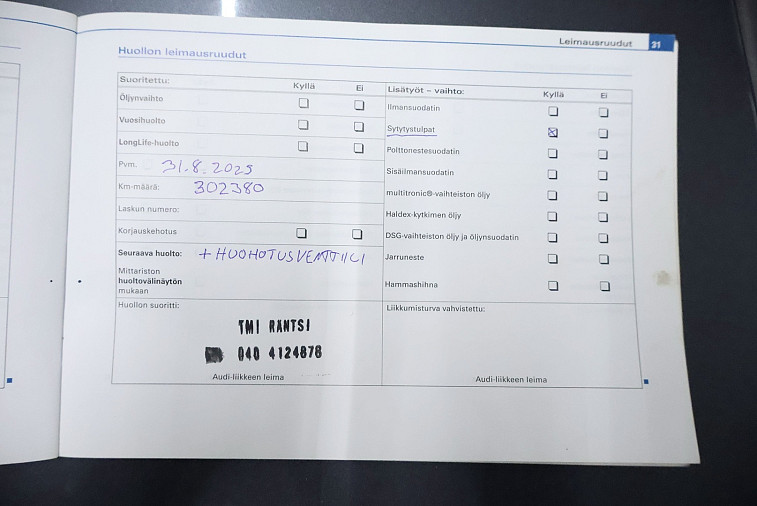 Leimausruudut 21
Huollon leimausruudut
Suoritettu: Kyllä Ei
Öljynvaihto
Vuosihuolto
LongLife-huolto
Pvm. 31.8.2025
Km-määrä: 302380
Laskun numero:
Korjauskehotus
Seuraava huolto: + HUOHOTUSVENTTIILI
Mittariston
huoltovälinäytön
mukaan
Huollon suoritti:
TMI RÄNTSI
040 4124878
Audi-liikkeen leima
Lisätyöt – vaihto: Kyllä Ei
Ilmansuodatin
Sytytystulpat
Polttonestesuodatin
Sisäilmansuodatin
multitronic®-vaihteiston öljy
Haldex-kytkimen öljy
DSG-vaihteiston öljy ja öljynsuodatin
Jarruneste
Hammashihna
Liikkumisturva vahvistettu:
Audi-liikkeen leima